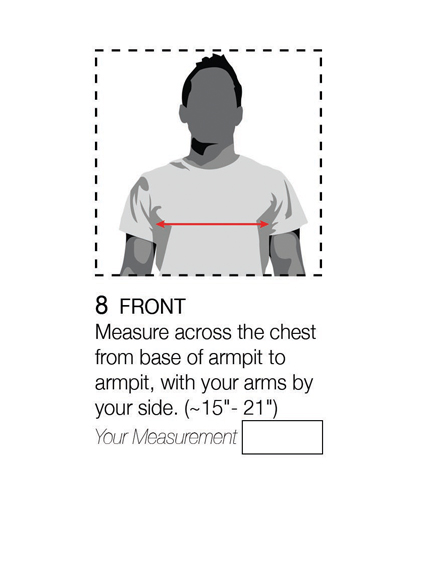 8 FRONT
Measure across the chest
from base of armpit to
armpit, with your arms by
your side. (~15"- 21")
Your Measurement